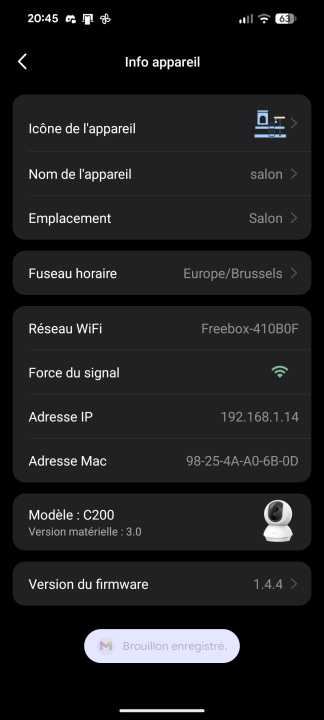 20:45
63
Info appareil
Icône de l'appareil
Nom de l'appareil salon
Emplacement Salon
Fuseau horaire Europe/Brussels
Réseau WiFi Freebox-410B0F
Force du signal
Adresse IP 192.168.1.14
Adresse Mac 98-25-4A-A0-6B-0D
Modèle : C200
Version matérielle : 3.0
Version du firmware 1.4.4
Brouillon enregistré.